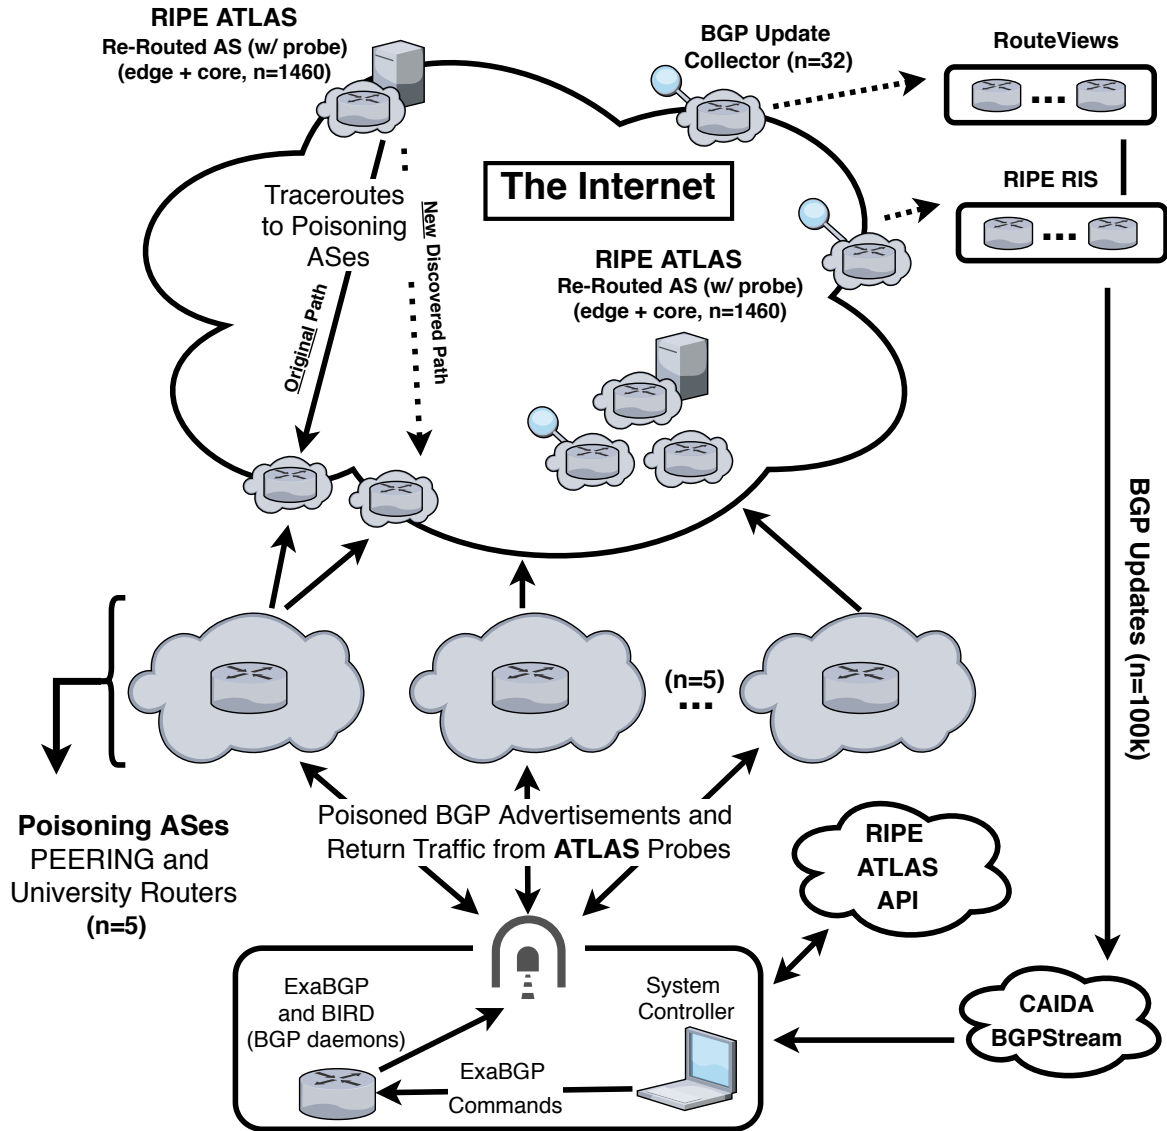 RIPE ATLAS
Re-Routed AS (w/ probe)
(edge + core, n=1460)
BGP Update
Collector (n=32)
RouteViews
...
The Internet
Traceroutes
to Poisoning
ASes
Original Path
New Discovered Path
RIPE RIS
...
RIPE ATLAS
Re-Routed AS (w/ probe)
(edge + core, n=1460)
BGP Updates (n=100k)
(n=5)
...
Poisoning ASes
PEERING and
University Routers
(n=5)
Poisoned BGP Advertisements and
Return Traffic from ATLAS Probes
RIPE
ATLAS
API
ExaBGP
and BIRD
(BGP daemons)
System
Controller
ExaBGP
Commands
CAIDA
BGPStream